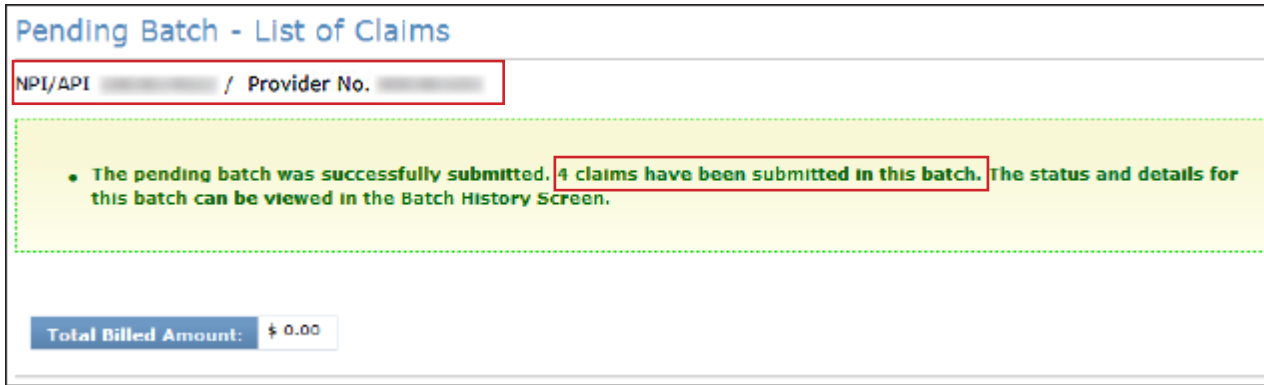 Pending Batch - List of Claims
NPI/API / Provider No.
• The pending batch was successfully submitted. 4 claims have been submitted in this batch. The status and details for
this batch can be viewed in the Batch History Screen.
Total Billed Amount: $ 0.00